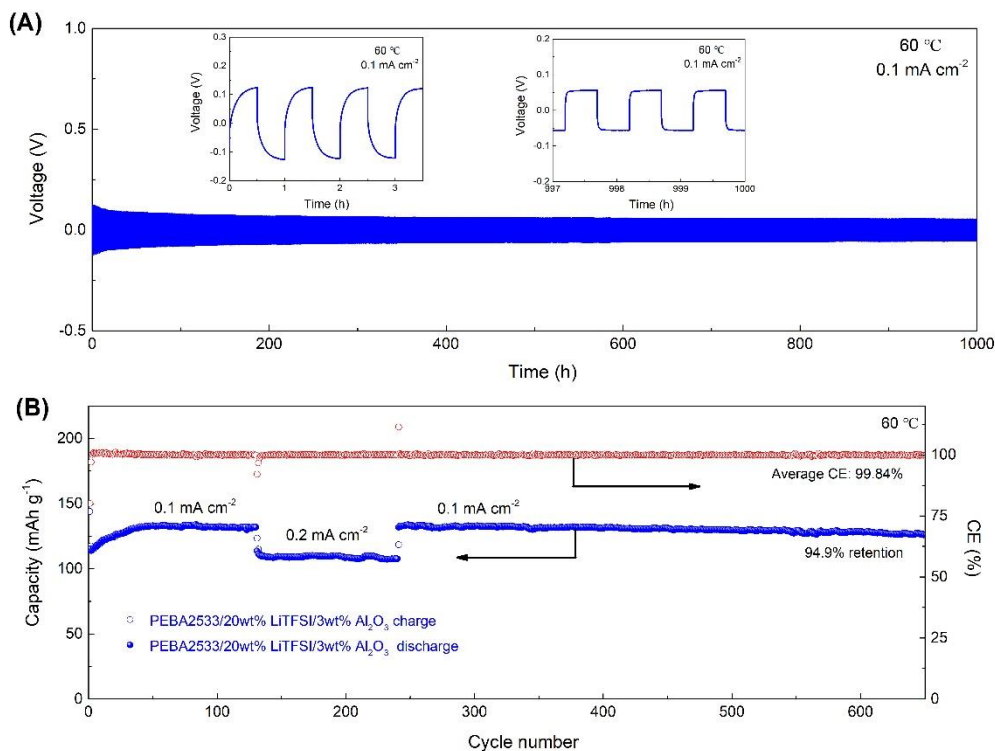 (A)
1.0
0.5
0.0
-0.5
Voltage (V)
0
200
400
600
800
1000
Time (h)
60 °C
0.1 mA cm-2
0.3
0.2
0.1
0.0
-0.1
-0.2
Voltage (V)
0
1
2
3
Time (h)
60 °C
0.1 mA cm-2
0.2
0.1
0.0
-0.1
-0.2
Voltage (V)
997
998
999
1000
Time (h)
60 °C
0.1 mA cm-2
(B)
200
150
100
50
0
Capacity (mAh g-1)
0
100
200
300
400
500
600
Cycle number
100
75
50
25
0
CE (%)
60 °C
Average CE: 99.84%
0.1 mA cm-2
0.2 mA cm-2
0.1 mA cm-2
94.9% retention
PEBA2533/20wt% LiTFSI/3wt% Al2O3 charge
PEBA2533/20wt% LiTFSI/3wt% Al2O3 discharge